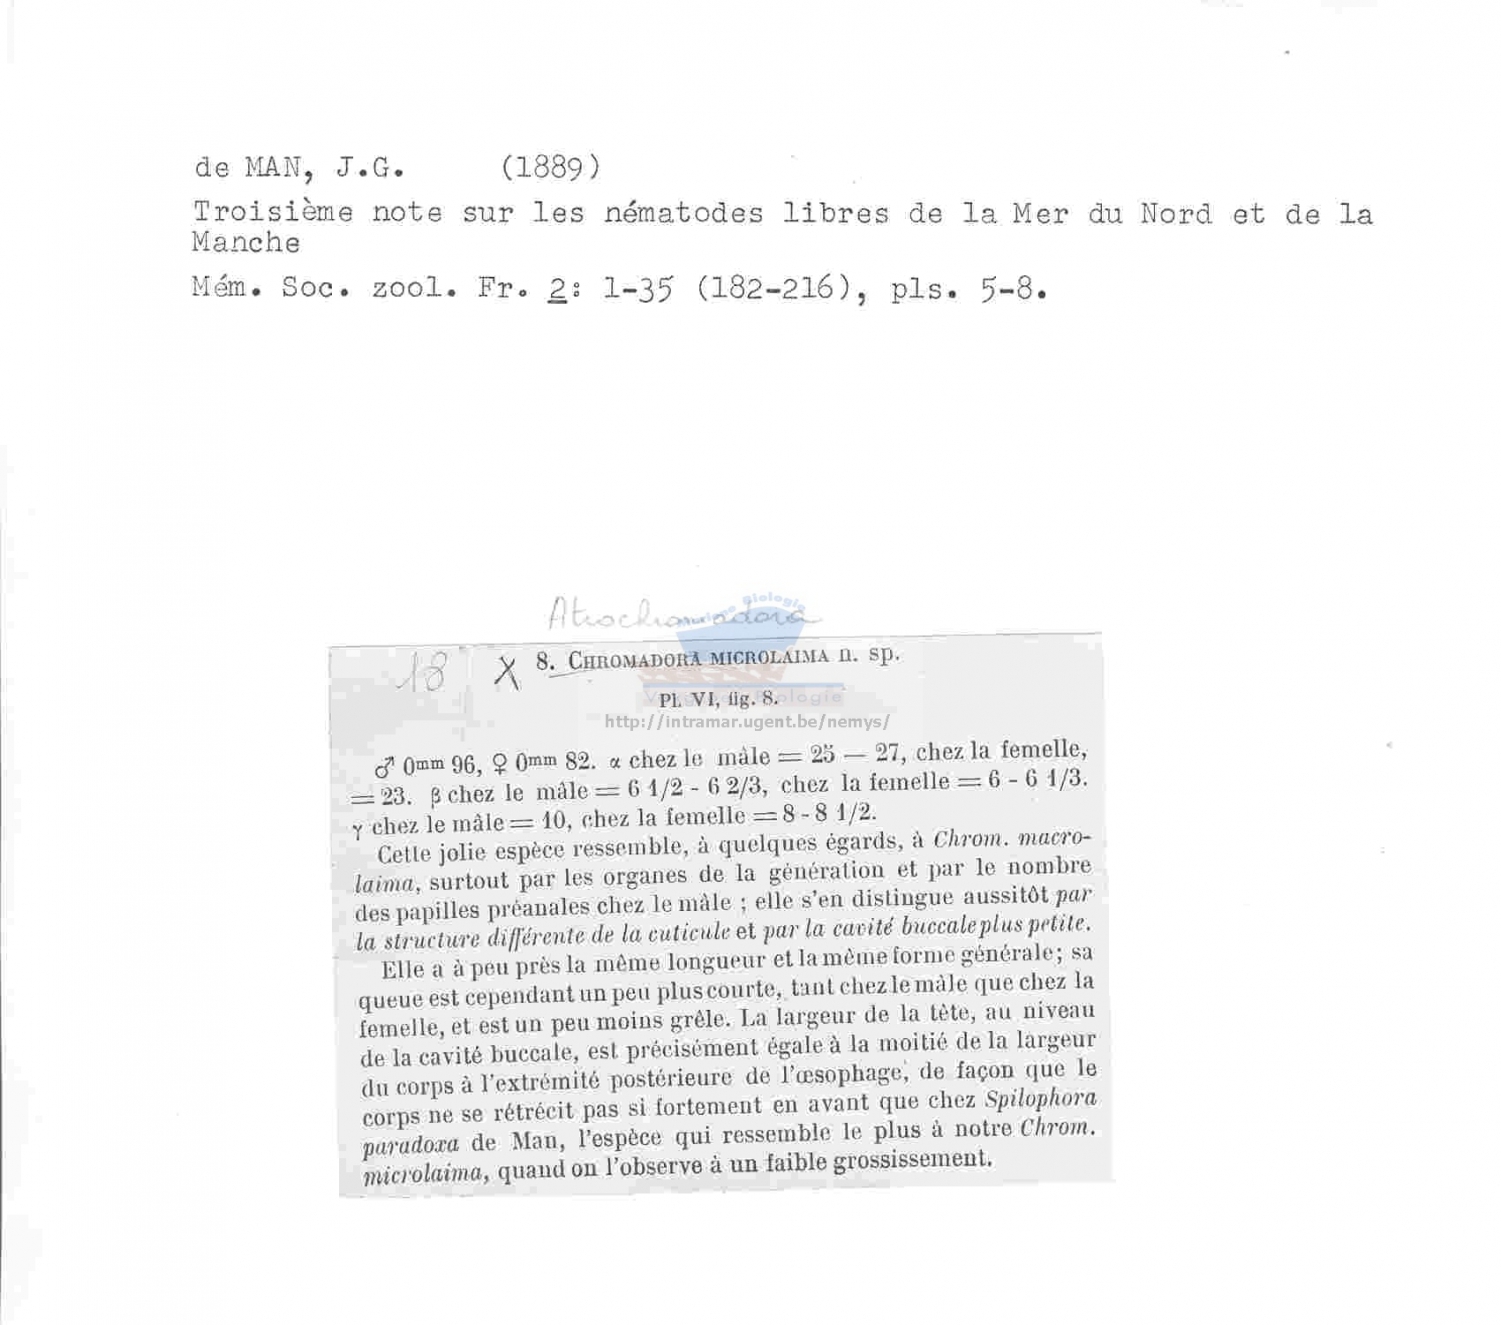 de MAN, J.G. (1889)
Troisième note sur les nématodes libres de la Mer du Nord et de la
Manche
Mém. Soc. zool. Fr. 2: 1-35 (182-216), pls. 5-8.
Atrochromadora
18 X 8. CHROMADORA MICROLAIMA n. sp.
Pl. VI, fig. 8.
http://intramar.ugent.be/nemys/
♂ 0mm 96, ♀ 0mm 82. α chez le mâle = 25 — 27, chez la femelle,
= 23. β chez le mâle = 6 1/2 - 6 2/3, chez la femelle = 6 - 6 1/3.
γ chez le mâle = 10, chez la femelle = 8 - 8 1/2.
Cette jolie espèce ressemble, à quelques égards, à Chrom. macro-
laima, surtout par les organes de la génération et par le nombre
des papilles préanales chez le mâle ; elle s'en distingue aussitôt par
la structure différente de la cuticule et par la cavité buccale plus petite.
Elle a à peu près la même longueur et la même forme générale; sa
queue est cependant un peu plus courte, tant chez le mâle que chez la
femelle, et est un peu moins grêle. La largeur de la tête, au niveau
de la cavité buccale, est précisément égale à la moitié de la largeur
du corps à l'extrémité postérieure de l'œsophage, de façon que le
corps ne se rétrécit pas si fortement en avant que chez Spilophora
paradoxa de Man, l'espèce qui ressemble le plus à notre Chrom.
microlaima, quand on l'observe à un faible grossissement.